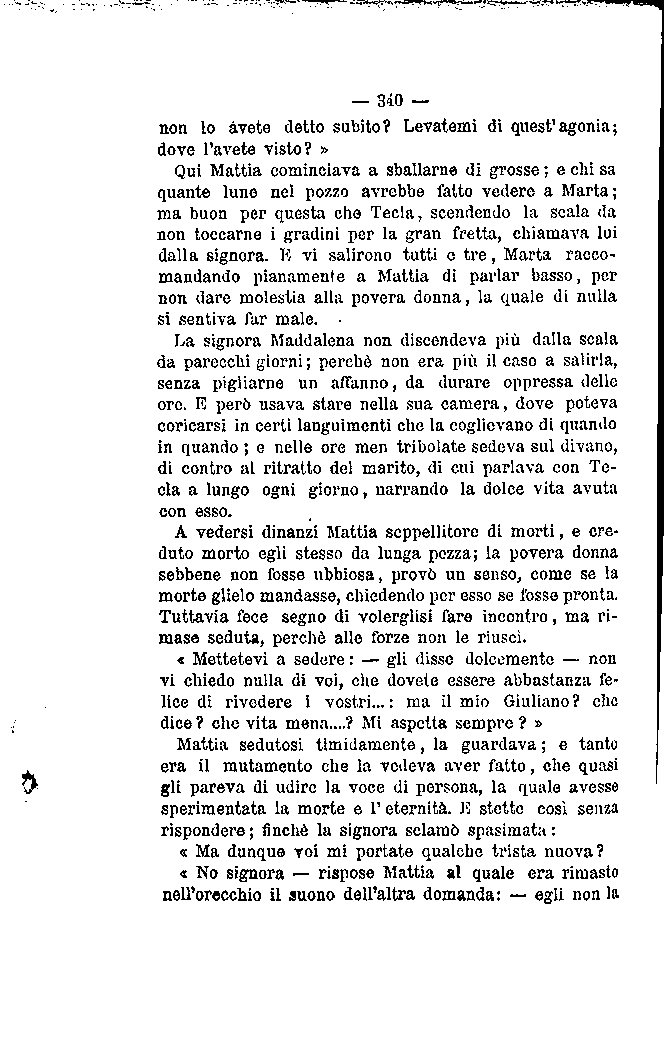 — 340 —
non lo avete detto subito? Levatemi di quest'agonia;
dove l'avete visto? »
Qui Mattia cominciava a sballarne di grosse; e chi sa
quante lune nel pozzo avrebbe fatto vedere a Marta;
ma buon per questa che Tecla, scendendo la scala da
non toccarne i gradini per la gran fretta, chiamava lui
dalla signora. E vi salirono tutti e tre, Marta racco-
mandando pianamente a Mattia di parlar basso, per
non dare molestia alla povera donna, la quale di nulla
si sentiva far male.
La signora Maddalena non discendeva più dalla scala
da parecchi giorni; perchè non era più il caso a salirla,
senza pigliarne un affanno, da durare oppressa delle
ore. E però usava stare nella sua camera, dove poteva
coricarsi in certi languimenti che la coglievano di quando
in quando; e nelle ore men tribolate sedeva sul divano,
di contro al ritratto del marito, di cui parlava con Te-
cla a lungo ogni giorno, narrando la dolce vita avuta
con esso.
A vedersi dinanzi Mattia seppellitore di morti, e cre-
duto morto egli stesso da lunga pezza; la povera donna
sebbene non fosse ubbiosa, provò un senso, come se la
morte glielo mandasse, chiedendo per esso se fosse pronta.
Tuttavia fece segno di volerglisi fare incontro, ma ri-
mase seduta, perchè alle forze non le riuscì.
« Mettetevi a sedere: — gli disse dolcemente — non
vi chiedo nulla di voi, che dovete essere abbastanza fe-
lice di rivedere i vostri...: ma il mio Giuliano? che
dice? che vita mena....? Mi aspetta sempre? »
Mattia sedutosi timidamente, la guardava; e tanto
era il mutamento che la vedeva aver fatto, che quasi
gli pareva di udire la voce di persona, la quale avesse
sperimentata la morte e l'eternità. E stette così senza
rispondere; finchè la signora sclamò spasimata:
« Ma dunque voi mi portate qualche trista nuova?
« No signora — rispose Mattia al quale era rimasto
nell'orecchio il suono dell'altra domanda: — egli non la